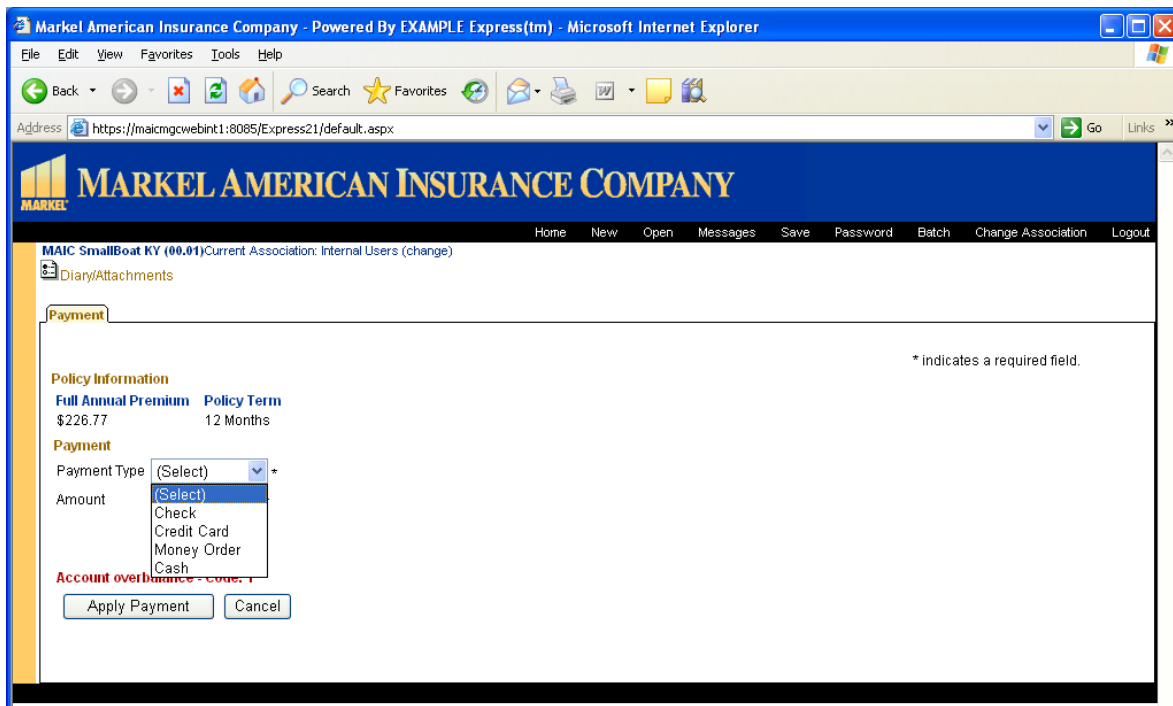 Markel American Insurance Company - Powered By EXAMPLE Express(tm) - Microsoft Internet Explorer
File Edit View Favorites Tools Help
Back Search Favorites
Address https://maicmgcwebint1:8085/Express21/default.aspx Go Links »
MARKEL MARKEL AMERICAN INSURANCE COMPANY
Home New Open Messages Save Password Batch Change Association Logout
MAIC SmallBoat KY (00.01)Current Association: Internal Users (change)
Diary/Attachments
Payment
* indicates a required field.
Policy Information
Full Annual Premium Policy Term
$226.77 12 Months
Payment
Payment Type (Select) *
Amount (Select)
Check
Credit Card
Money Order
Cash
Account overbalance - Code: 1
Apply Payment Cancel